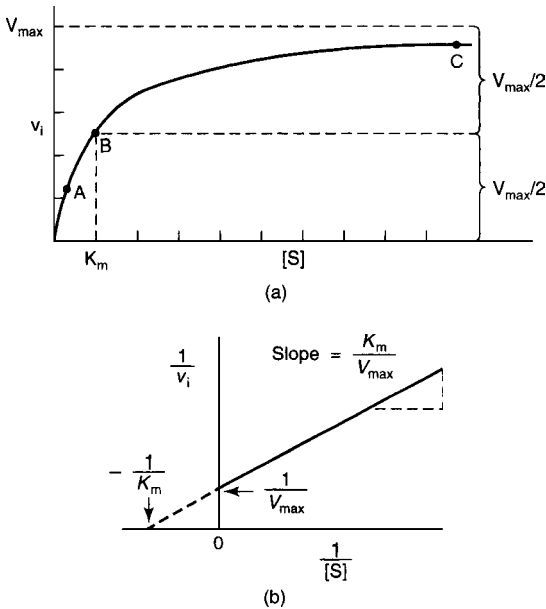 Vmax
vi
A
B
C
Vmax/2
Vmax/2
Km
[S]
(a)
1
vi
Slope = Km
Vmax
− 1
Km
1
Vmax
0
1
[S]
(b)